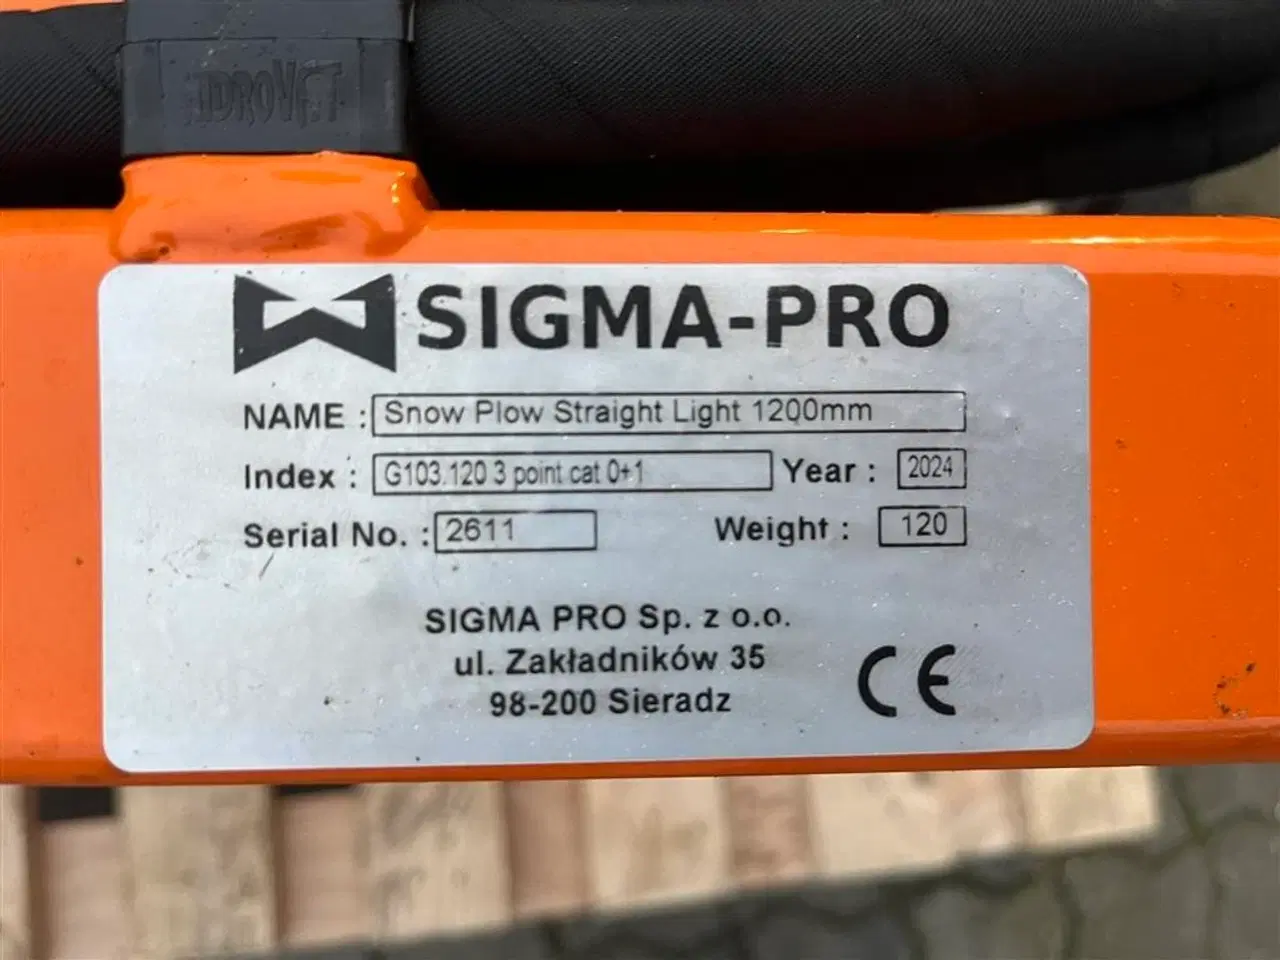 SIGMA-PRO
NAME : Snow Plow Straight Light 1200mm
Index : G103.120 3 point cat 0+1 Year : 2024
Serial No. : 2611 Weight : 120
SIGMA PRO Sp. z o.o.
ul. Zakładników 35
98-200 Sieradz
CE